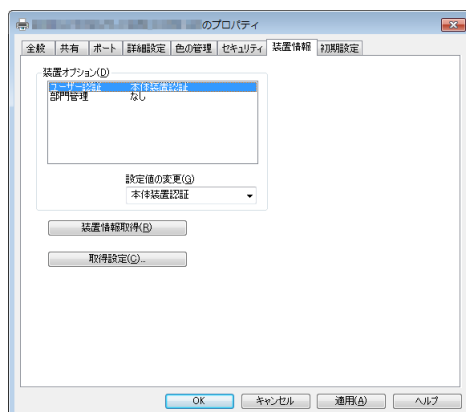 のプロパティ
全般 共有 ポート 詳細設定 色の管理 セキュリティ 装置情報 初期設定
装置オプション(D)
ユーザー認証 本体装置認証
部門管理 なし
設定値の変更(G)
本体装置認証
装置情報取得(R)
取得設定(C)...
OK キャンセル 適用(A) ヘルプ